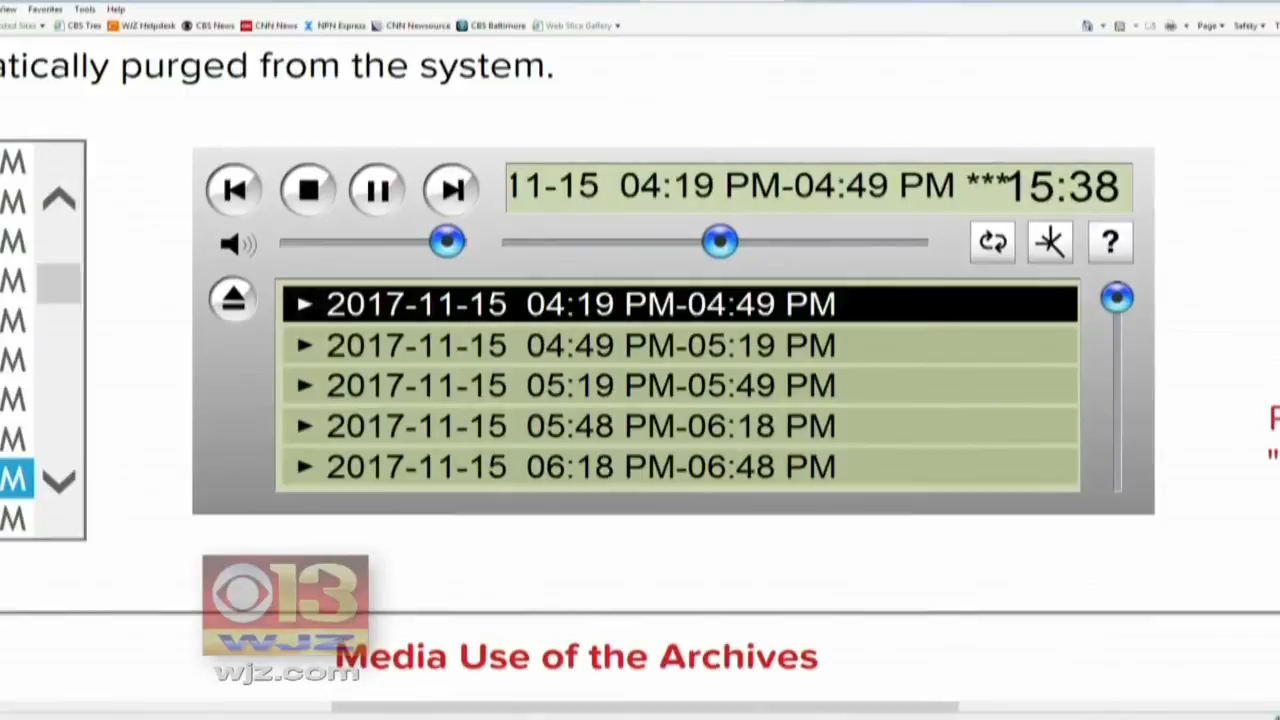 View Favorites Tools Help
CBS Tres WJZ Helpdesk CBS News CNN News NPN Express CNN Newsource CBS Baltimore Web Slice Gallery Page Safety
atically purged from the system.
M
M
M
M
M
M
M
M
M
M
11-15 04:19 PM-04:49 PM ***15:38
?
2017-11-15 04:19 PM-04:49 PM
2017-11-15 04:49 PM-05:19 PM
2017-11-15 05:19 PM-05:49 PM
2017-11-15 05:48 PM-06:18 PM
2017-11-15 06:18 PM-06:48 PM
13
WJZ
wjz.com
Media Use of the Archives